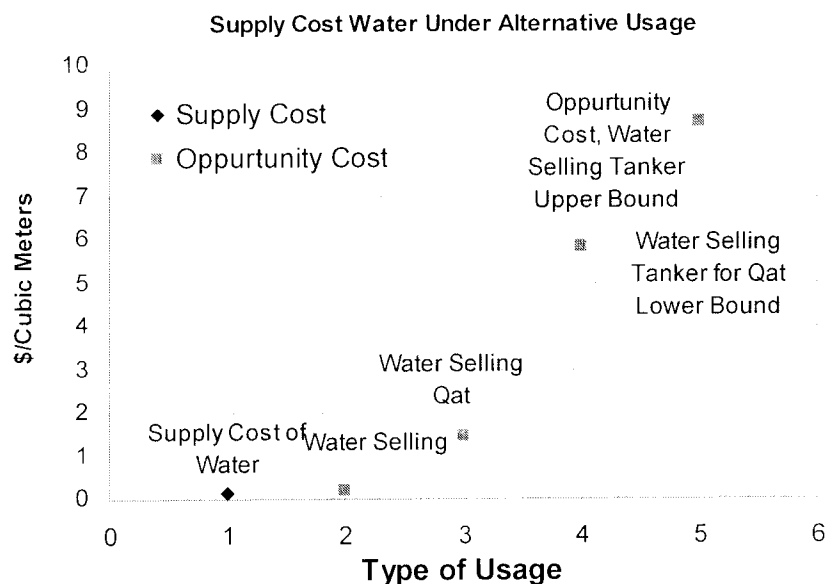 Supply Cost Water Under Alternative Usage
10
9
8
7
6
5
4
3
2
1
0
$/Cubic Meters
Supply Cost
Oppurtunity Cost
Oppurtunity
Cost, Water
Selling Tanker
Upper Bound
Water Selling
Tanker for Qat
Lower Bound
Water Selling
Qat
Supply Cost of
Water
Water Selling
0 1 2 3 4 5 6
Type of Usage